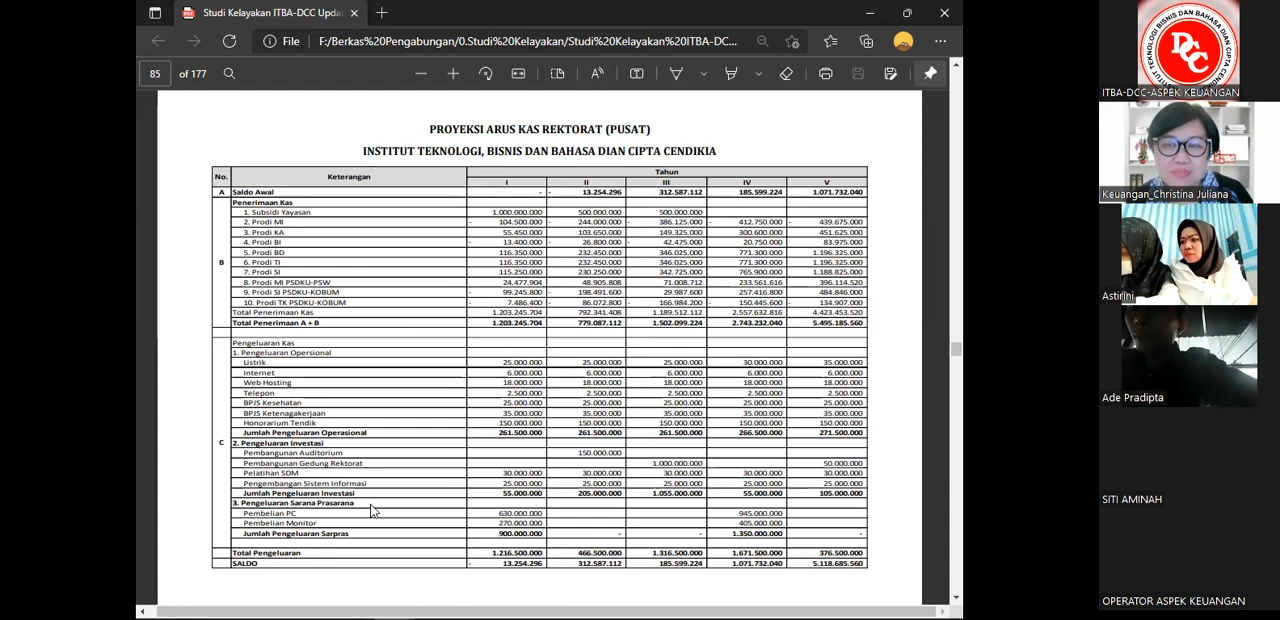 Studi Kelayakan ITBA-DCC Upda
File F:/Berkas%20Pengabungan/Studi%20Kelayakan/Studi%20Kelayakan%20ITBA-DC...
85 of 177
PROYEKSI ARUS KAS REKTORAT (PUSAT)
INSTITUT TEKNOLOGI, BISNIS DAN BAHASA DIAN CIPTA CENDIKIA
No. Keterangan Tahun
I II III IV V
A Saldo Awal - - 13.254.296 312.587.112 185.599.224 1.071.732.040
Penerimaan Kas
1. Subsidi Yayasan 1.000.000.000 500.000.000 500.000.000
2. Prodi MI - 104.500.000 - 244.000.000 - 386.125.000 - 412.750.000 - 439.675.000
3. Prodi KA 55.450.000 103.650.000 149.325.000 300.600.000 451.625.000
4. Prodi BI - 13.400.000 - 26.800.000 - 42.475.000 20.750.000 83.975.000
5. Prodi BD 116.350.000 232.450.000 346.025.000 771.300.000 1.196.325.000
B 6. Prodi TI 116.350.000 232.450.000 346.025.000 771.300.000 1.196.325.000
7. Prodi SI 115.250.000 230.250.000 342.725.000 765.900.000 1.188.825.000
8. Prodi MI PSDKU-PSW 24.477.904 48.905.808 71.008.712 233.561.616 396.114.520
9. Prodi SI PSDKU-KOBUM - 99.245.800 - 198.491.600 29.987.600 257.416.800 484.846.000
10. Prodi TK PSDKU-KOBUM - 7.486.400 - 86.072.800 - 166.984.200 - 150.445.600 - 134.907.000
Total Penerimaan Kas 1.203.245.704 792.341.408 1.189.512.112 2.557.632.816 4.423.453.520
Total Penerimaan A + B 1.203.245.704 779.087.112 1.502.099.224 2.743.232.040 5.495.185.560
Pengeluaran Kas
1. Pengeluaran Opersional
Listrik 25.000.000 25.000.000 25.000.000 30.000.000 35.000.000
Internet 6.000.000 6.000.000 6.000.000 6.000.000 6.000.000
Web Hosting 18.000.000 18.000.000 18.000.000 18.000.000 18.000.000
Telepon 2.500.000 2.500.000 2.500.000 2.500.000 2.500.000
BPJS Kesehatan 25.000.000 25.000.000 25.000.000 25.000.000 25.000.000
BPJS Ketenagakerjaan 35.000.000 35.000.000 35.000.000 35.000.000 35.000.000
Honorarium Tendik 150.000.000 150.000.000 150.000.000 150.000.000 150.000.000
Jumlah Pengeluaran Operasional 261.500.000 261.500.000 261.500.000 266.500.000 271.500.000
C 2. Pengeluaran Investasi
Pembangunan Auditorium 150.000.000
Pembangunan Gedung Rektorat 1.000.000.000 50.000.000
Pelatihan SDM 30.000.000 30.000.000 30.000.000 30.000.000 30.000.000
Pengembangan Sistem Informasi 25.000.000 25.000.000 25.000.000 25.000.000 25.000.000
Jumlah Pengeluaran Investasi 55.000.000 205.000.000 1.055.000.000 55.000.000 105.000.000
3. Pengeluaran Sarana Prasarana
Pembelian PC 630.000.000 945.000.000
Pembelian Monitor 270.000.000 405.000.000
Jumlah Pengeluaran Sarpras 900.000.000 - - 1.350.000.000 -
Total Pengeluaran 1.216.500.000 466.500.000 1.316.500.000 1.671.500.000 376.500.000
SALDO - 13.254.296 312.587.112 185.599.224 1.071.732.040 5.118.685.560
DCC
ITBA-DCC-ASPEK KEUANGAN
Keuangan_Christina Juliana
Astirini
Ade Pradipta
SITI AMINAH
OPERATOR ASPEK KEUANGAN